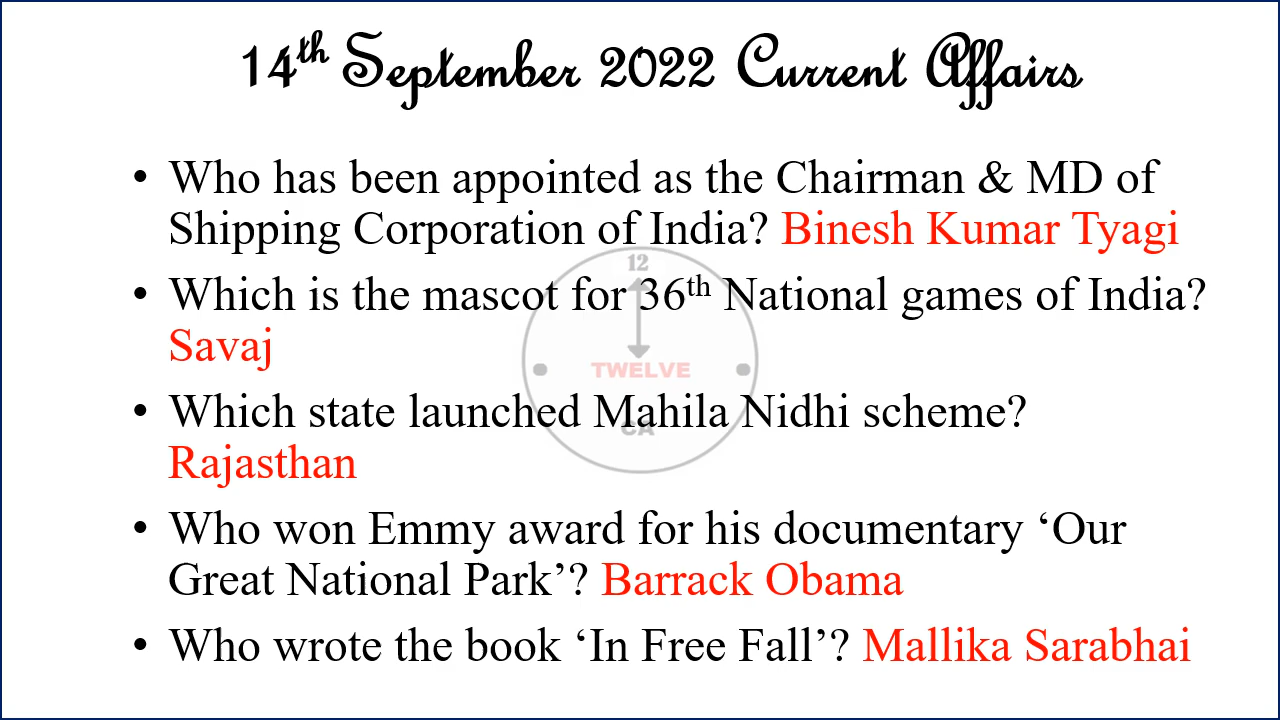 14th September 2022 Current Affairs
• Who has been appointed as the Chairman & MD of
Shipping Corporation of India? Binesh Kumar Tyagi
• Which is the mascot for 36th National games of India?
Savaj
• Which state launched Mahila Nidhi scheme?
Rajasthan
• Who won Emmy award for his documentary ‘Our
Great National Park’? Barrack Obama
• Who wrote the book ‘In Free Fall’? Mallika Sarabhai
12
TWELVE
CA